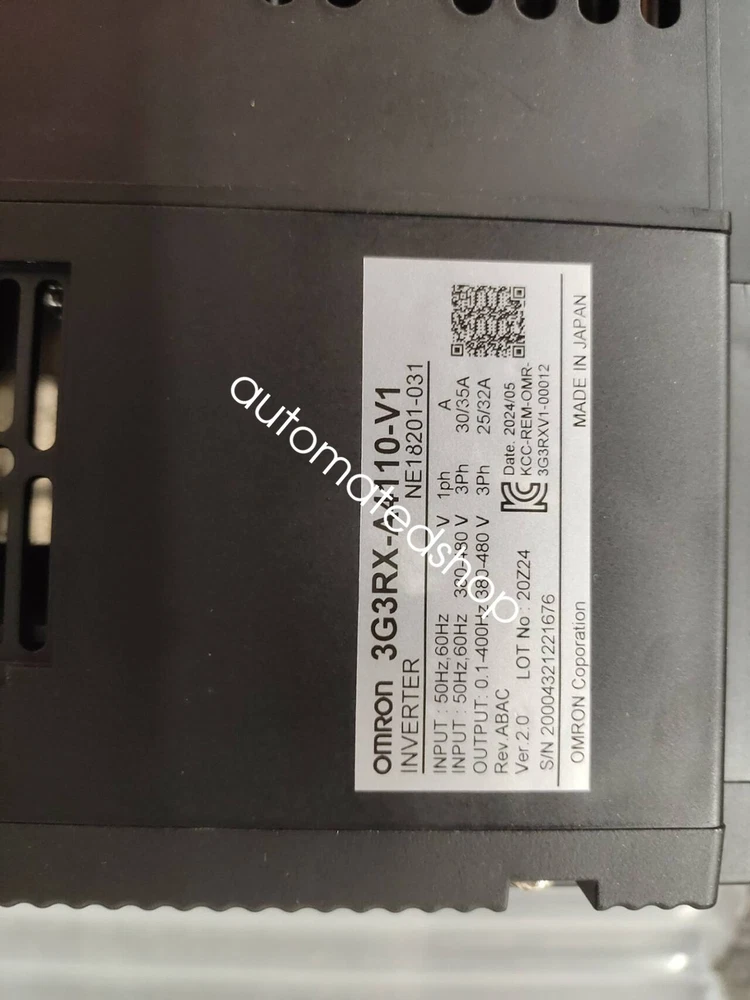 OMRON 3G3RX-A4110-V1
INVERTER NE18201-031
INPUT : 50Hz,60Hz V 1ph A
INPUT : 50Hz,60Hz 380-480 V 3Ph 30/35A
OUTPUT: 0.1-400Hz 380-480 V 3Ph 25/32A
Rev.ABAC
Ver.2.0 LOT No : 20Z24
Date. 2024/05
KCC-REM-OMR-
3G3RXV1-00012
S/N 20004321221676
OMRON Coporation MADE IN JAPAN
automatedshop